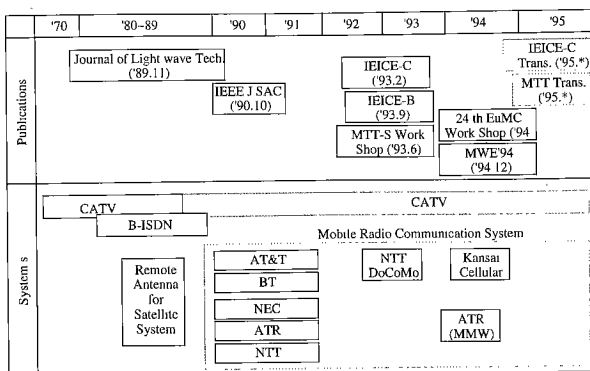 '70 '80~89 '90 '91 '92 '93 '94 '95
Publications
Journal of Light wave Tech.
('89.11)
IEEE J SAC
('90.10)
IEICE-C
('93.2)
IEICE-B
('93.9)
MTT-S Work
Shop ('93.6)
IEICE-C
Trans. ('95.*)
MTT Trans.
('95.*)
24 th EuMC
Work Shop ('94
MWE'94
('94 12)
System s
CATV
CATV
B-ISDN
Mobile Radio Communication System
Remote
Antenna
for
Satellite
System
AT&T
BT
NEC
ATR
NTT
NTT
DoCoMo
Kansai
Cellular
ATR
(MMW)